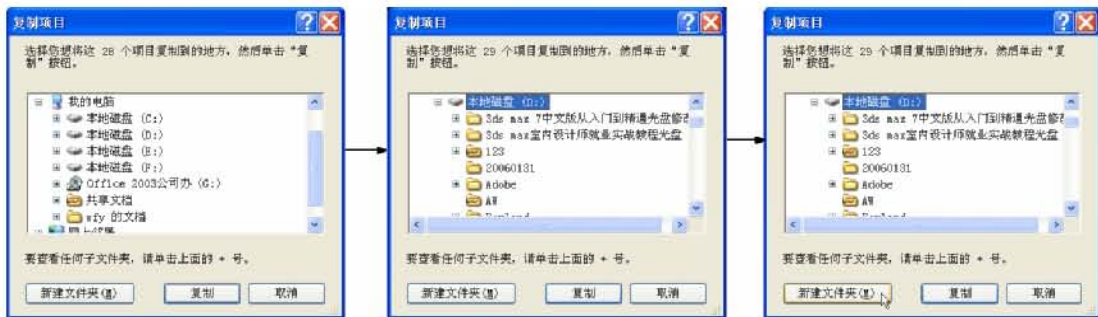 复制项目
选择您想将这 28 个项目复制到的地方，然后单击“复
制”按钮。
我的电脑
本地磁盘 (C:)
本地磁盘 (D:)
本地磁盘 (E:)
本地磁盘 (F:)
Office 2003公司办 (G:)
共享文档
wfy 的文档
网上邻居
要查看任何子文件夹，请单击上面的 + 号。
新建文件夹(M)
复制
取消
复制项目
选择您想将这 29 个项目复制到的地方，然后单击“复
制”按钮。
本地磁盘 (D:)
3ds max 7中文版从入门到精通光盘修改
3ds max室内设计师就业实战教程光盘
123
20060131
Adobe
AW
要查看任何子文件夹，请单击上面的 + 号。
新建文件夹(M)
复制
取消
复制项目
选择您想将这 29 个项目复制到的地方，然后单击“复
制”按钮。
本地磁盘 (D:)
3ds max 7中文版从入门到精通光盘修改
3ds max室内设计师就业实战教程光盘
123
20060131
Adobe
AW
要查看任何子文件夹，请单击上面的 + 号。
新建文件夹(M)
复制
取消